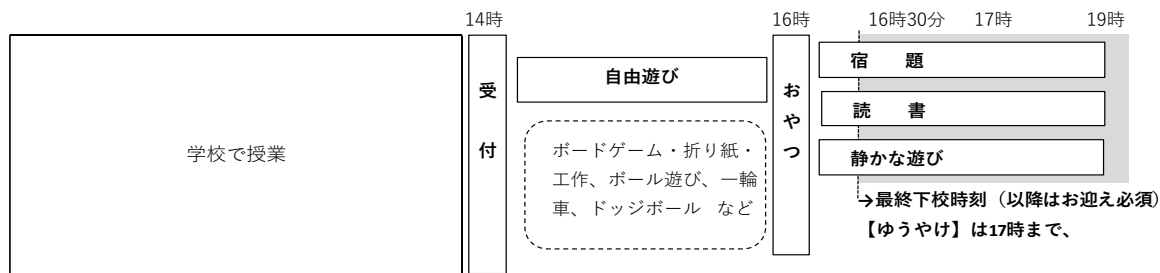 14時
16時
16時30分
17時
19時
学校で授業
受付
自由遊び
ボードゲーム・折り紙・
工作、ボール遊び、一輪
車、ドッジボール など
おやつ
宿 題
読 書
静かな遊び
→最終下校時刻（以降はお迎え必須）
【ゆうやけ】は17時まで、